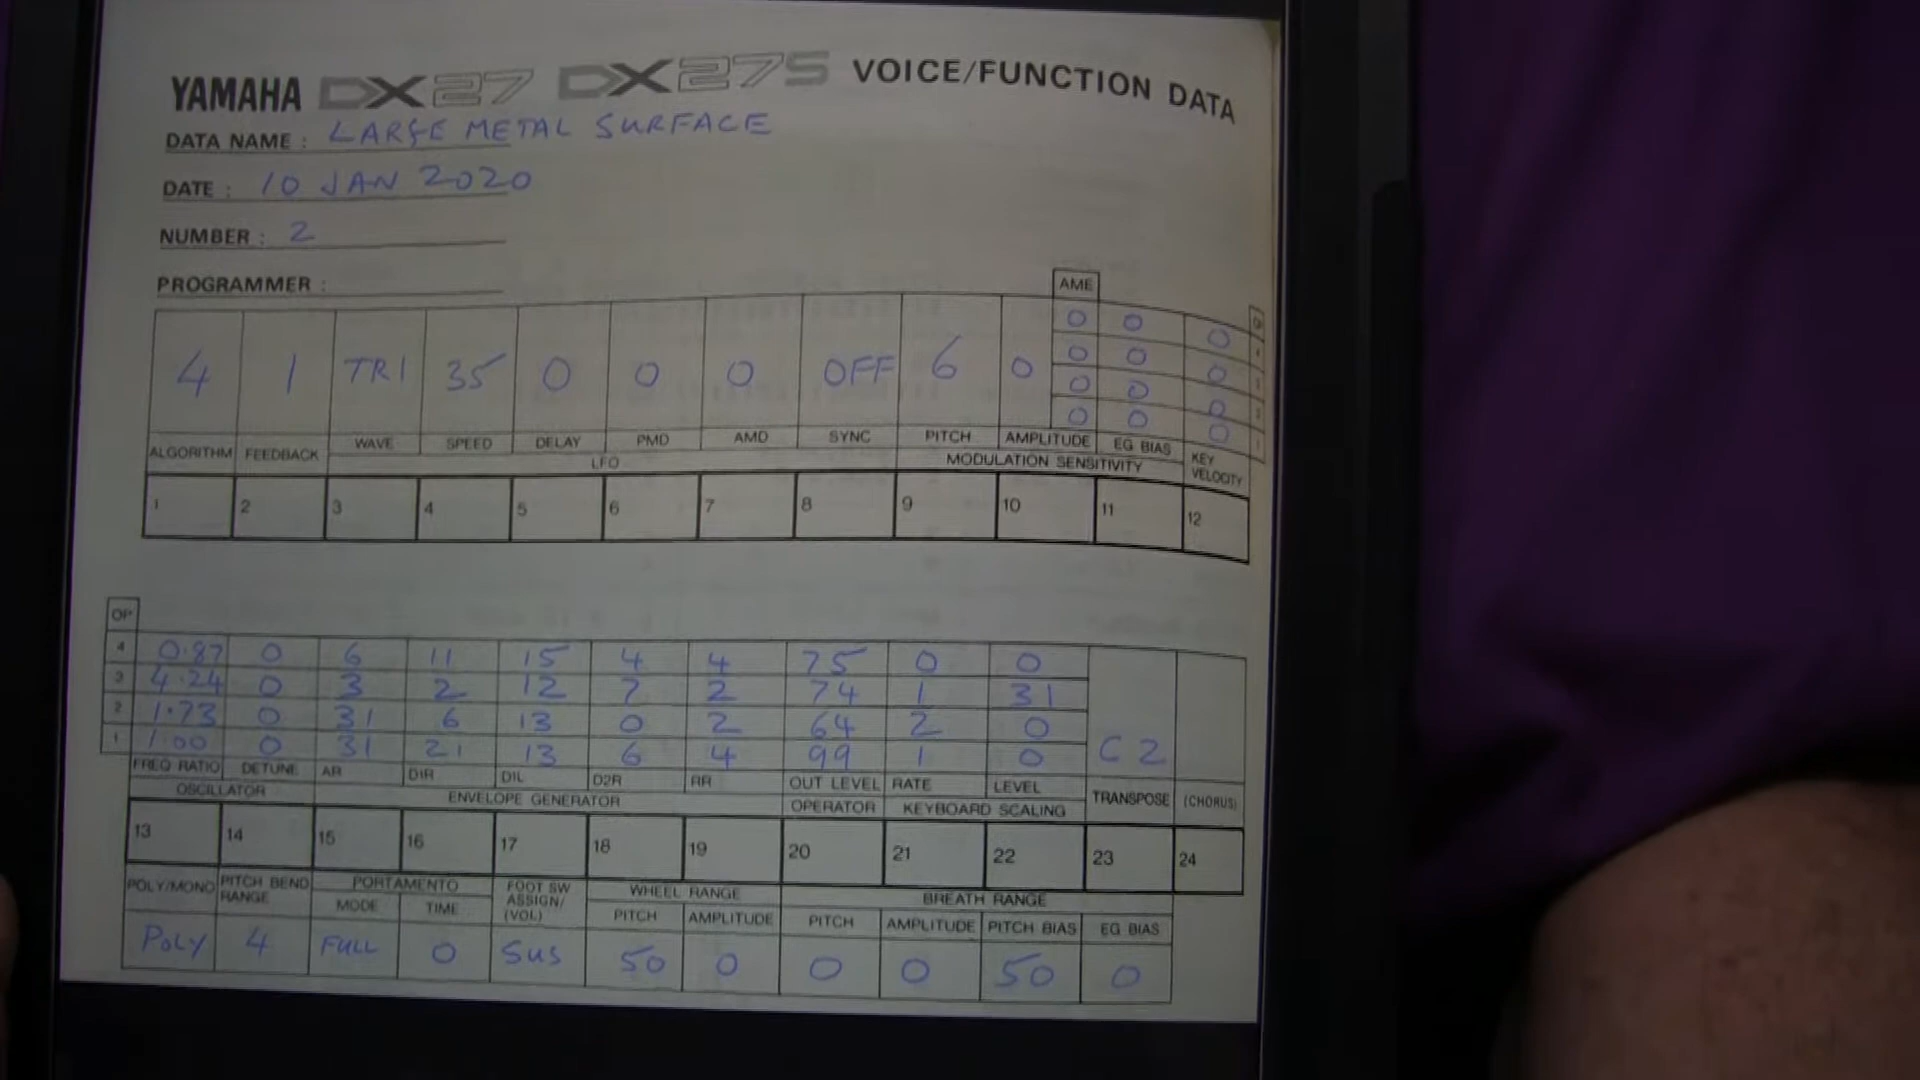 YAMAHA DX27 DX27S VOICE/FUNCTION DATA
DATA NAME : LARGE METAL SURFACE
DATE : 10 JAN 2020
NUMBER : 2
PROGRAMMER :
AME
4 1 TRI 35 0 0 0 OFF 6 0
0 0 0
0 0 0
0 0 0
0 0 0
WAVE SPEED DELAY PMD AMD SYNC PITCH AMPLITUDE EG BIAS
ALGORITHM FEEDBACK LFO MODULATION SENSITIVITY KEY VELOCITY
1 2 3 4 5 6 7 8 9 10 11 12
OP
4 0.87 0 6 11 15 4 4 75 0 0
3 4.24 0 3 2 12 7 2 74 1 31
2 1.73 0 31 6 13 0 2 64 2 0
1 1.00 0 31 21 13 6 4 99 1 0 C2
FREQ RATIO DETUNE AR D1R D1L D2R RR OUT LEVEL RATE LEVEL
OSCILLATOR ENVELOPE GENERATOR OPERATOR KEYBOARD SCALING TRANSPOSE (CHORUS)
13 14 15 16 17 18 19 20 21 22 23 24
POLY/MONO PITCH BEND RANGE PORTAMENTO FOOT SW ASSIGN/ (VOL) WHEEL RANGE BREATH RANGE
MODE TIME PITCH AMPLITUDE PITCH AMPLITUDE PITCH BIAS EG BIAS
POLY 4 FULL 0 SUS 50 0 0 0 50 0